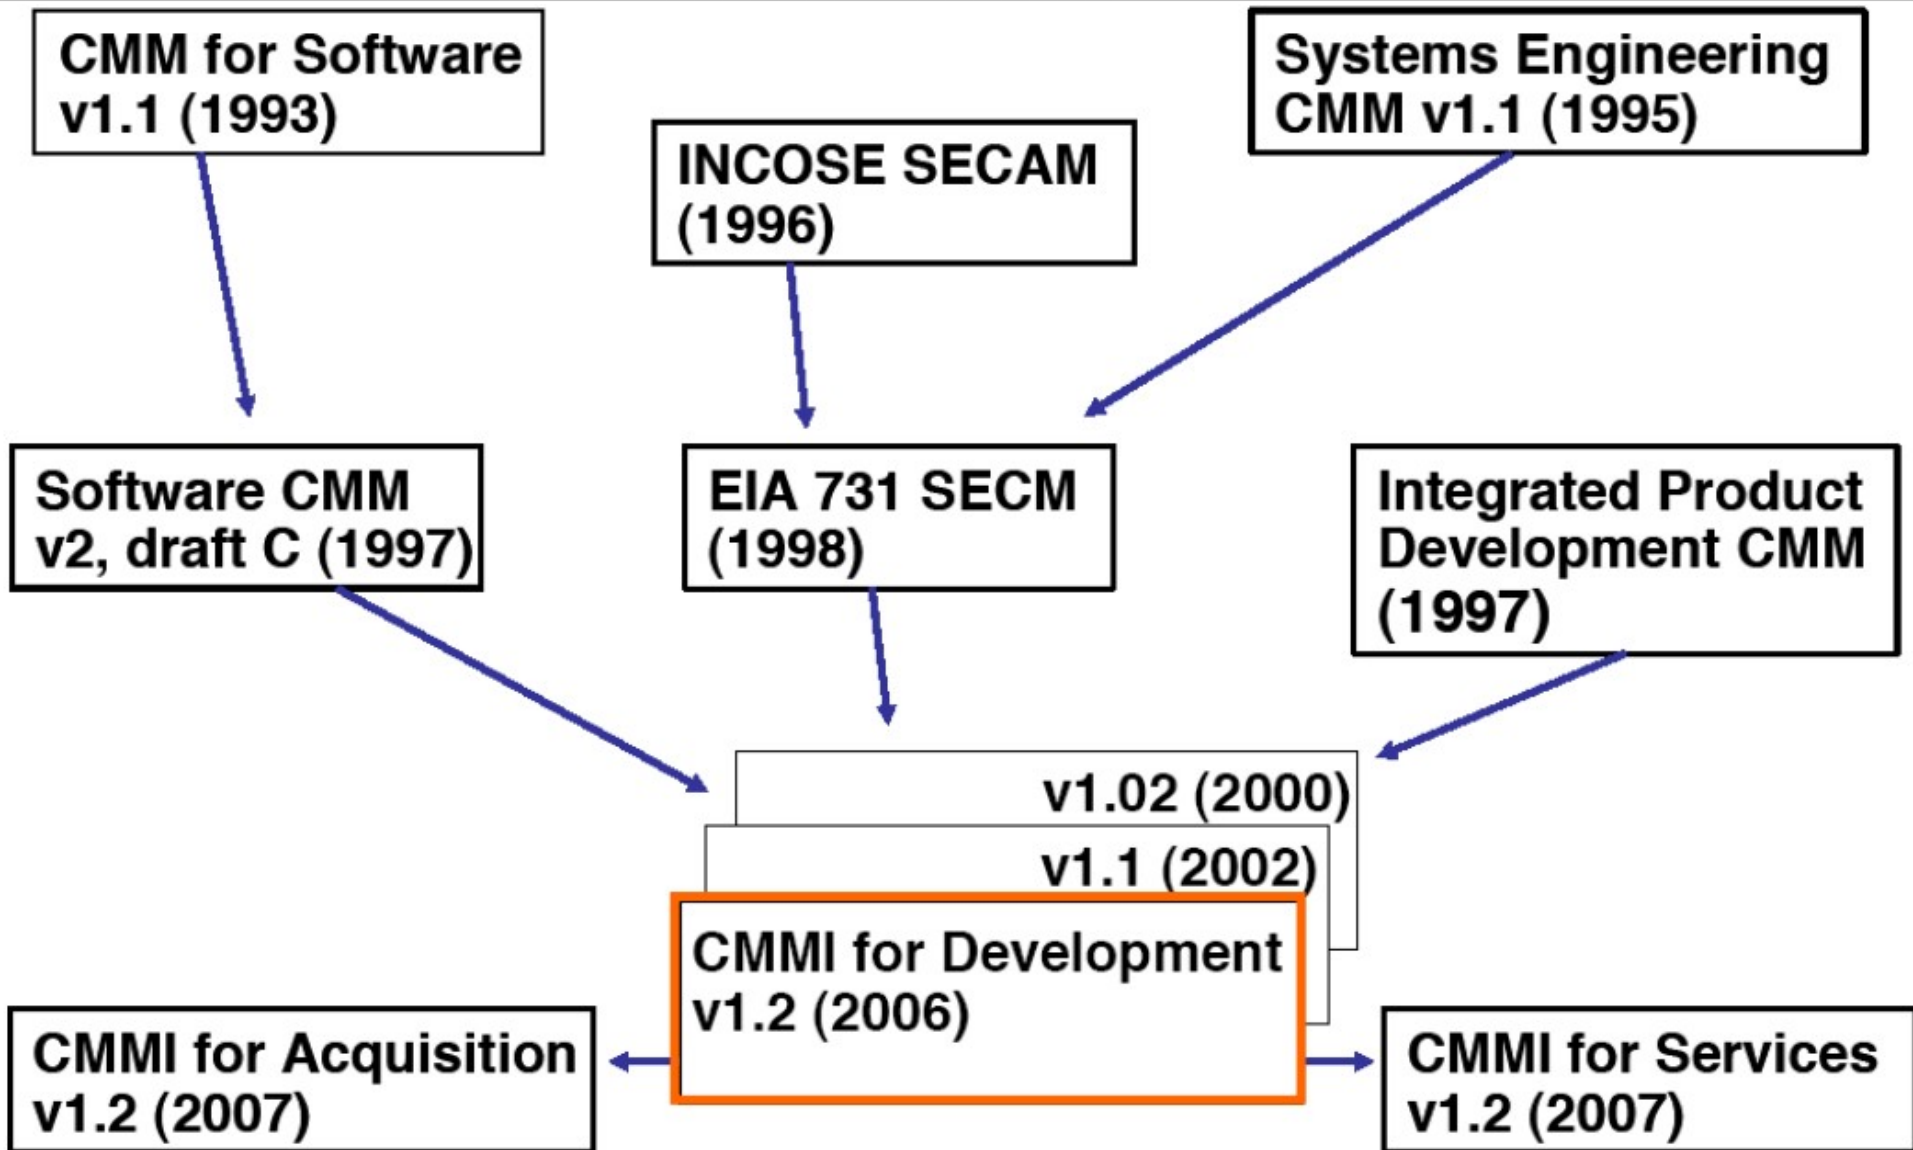 CMM for Software
v1.1 (1993)
Systems Engineering
CMM v1.1 (1995)
INCOSE SECAM
(1996)
Software CMM
v2, draft C (1997)
EIA 731 SECM
(1998)
Integrated Product
Development CMM
(1997)
v1.02 (2000)
v1.1 (2002)
CMMI for Development
v1.2 (2006)
CMMI for Acquisition
v1.2 (2007)
CMMI for Services
v1.2 (2007)